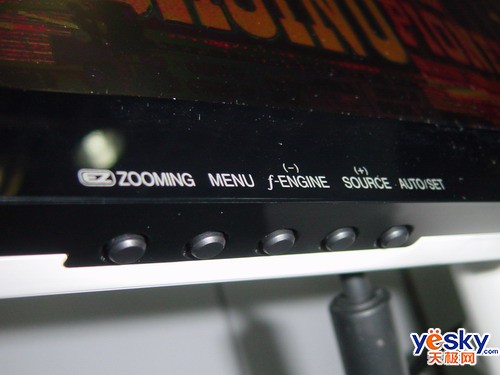 (-) (+)
EZ ZOOMING MENU f-ENGINE SOURCE AUTO/SET
yesky.com
天极网